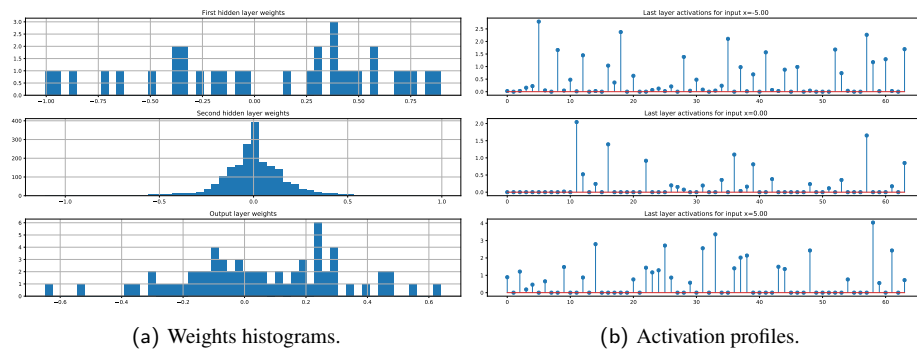 First hidden layer weights
3.0
2.5
2.0
1.5
1.0
0.5
0.0
−1.00 −0.75 −0.50 −0.25 0.00 0.25 0.50 0.75
Second hidden layer weights
400
300
200
100
0
−1.0 −0.5 0.0 0.5 1.0
Output layer weights
6
5
4
3
2
1
0
−0.6 −0.4 −0.2 0.0 0.2 0.4 0.6
(a) Weights histograms.
Last layer activations for input x=-5.00
2.5
2.0
1.5
1.0
0.5
0.0
0 10 20 30 40 50 60
Last layer activations for input x=0.00
2.0
1.5
1.0
0.5
0.0
0 10 20 30 40 50 60
Last layer activations for input x=5.00
4
3
2
1
0
0 10 20 30 40 50 60
(b) Activation profiles.